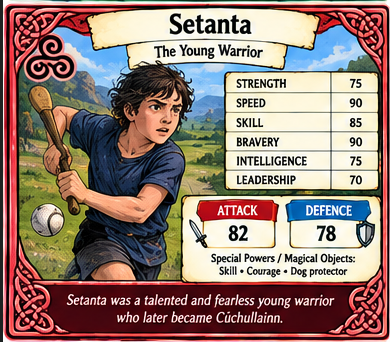 Setanta
The Young Warrior
STRENGTH 75
SPEED 90
SKILL 85
BRAVERY 90
INTELLIGENCE 75
LEADERSHIP 70
ATTACK
82
DEFENCE
78
Special Powers / Magical Objects:
Skill • Courage • Dog protector
Setanta was a talented and fearless young warrior
who later became Cúchullainn.